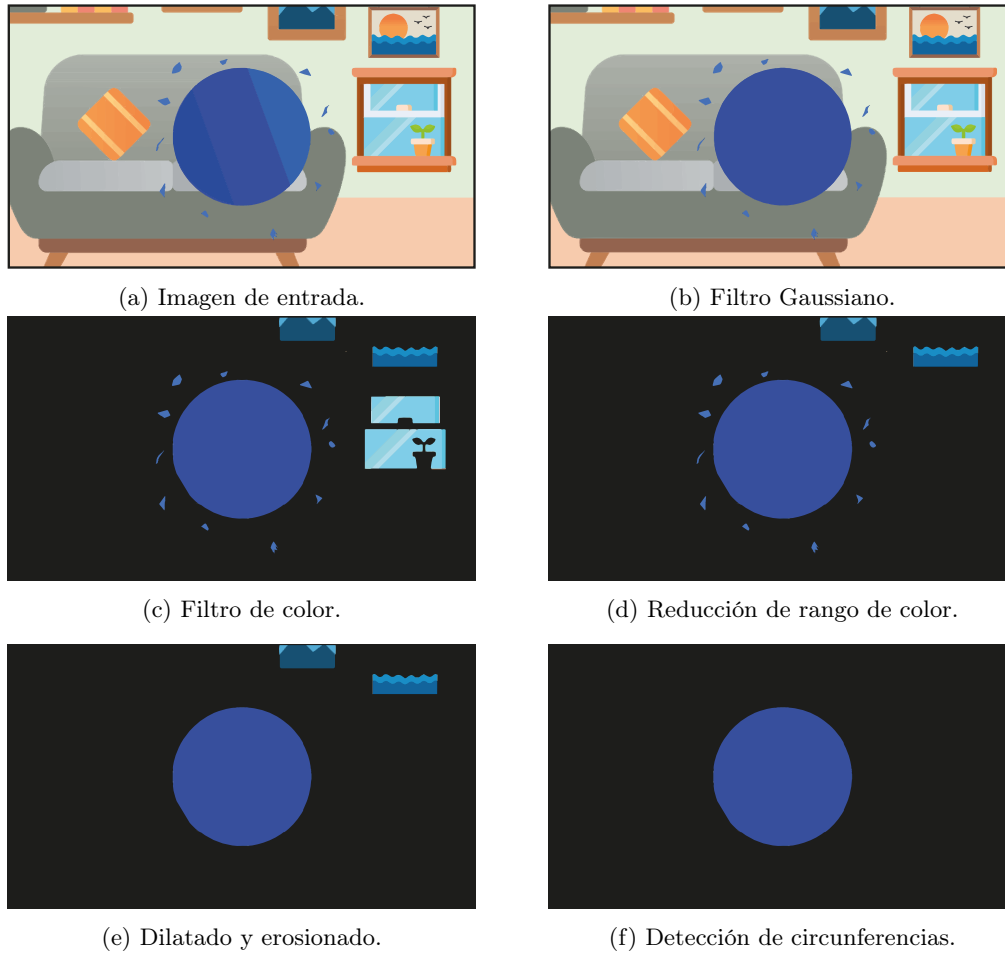 (a) Imagen de entrada.
(b) Filtro Gaussiano.
(c) Filtro de color.
(d) Reducción de rango de color.
(e) Dilatado y erosionado.
(f) Detección de circunferencias.